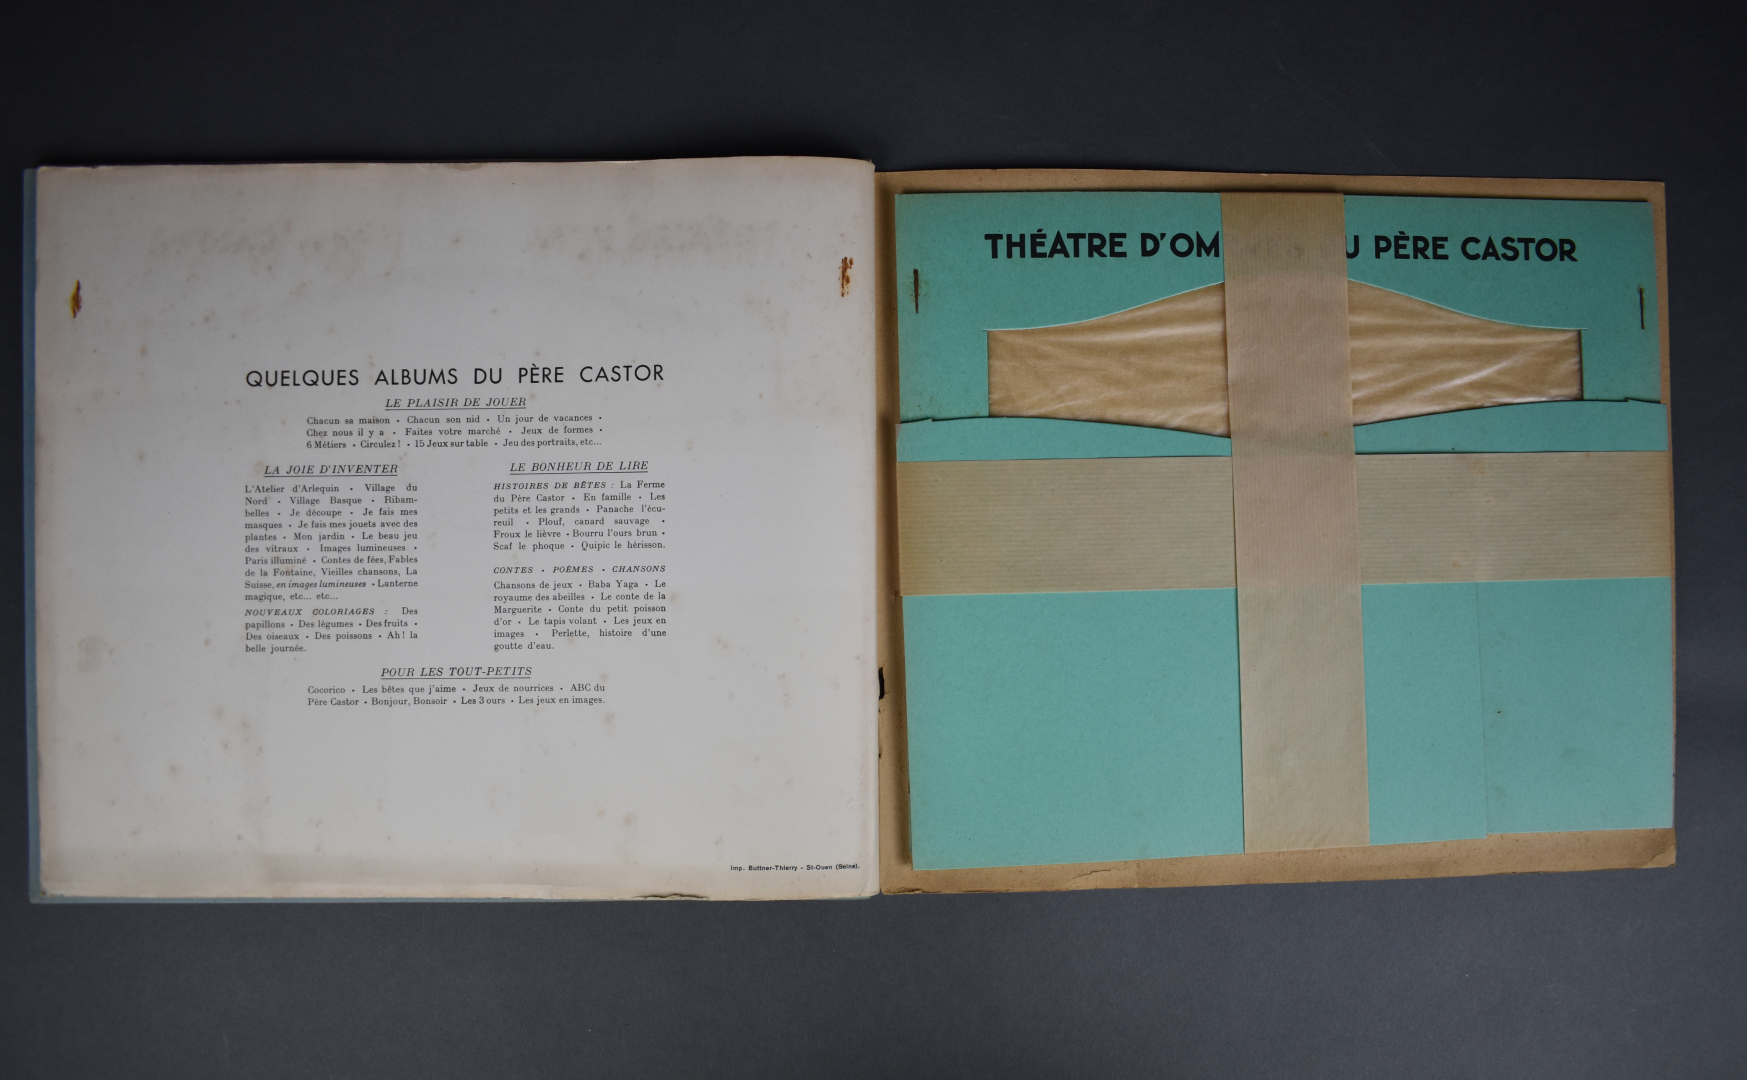 QUELQUES ALBUMS DU PÈRE CASTOR
LE PLAISIR DE JOUER
Chacun sa maison • Chacun son nid • Un jour de vacances •
Chez nous il y a • Faites votre marché • Jeux de formes •
6 Métiers • Circulez ! • 15 Jeux sur table • Jeu des portraits, etc...
LA JOIE D'INVENTER
L'Atelier d'Arlequin • Village du
Nord • Village Basque • Ribam-
belles • Je découpe • Je fais mes
masques • Je fais mes jouets avec des
plantes • Mon jardin • Le beau jeu
des vitraux • Images lumineuses •
Paris illuminé • Contes de fées, Fables
de la Fontaine, Vieilles chansons, La
Suisse, en images lumineuses • Lanterne
magique, etc... etc...
NOUVEAUX COLORIAGES : Des
papillons • Des légumes • Des fruits •
Des oiseaux • Des poissons • Ah ! la
belle journée.
LE BONHEUR DE LIRE
HISTOIRES DE BÊTES : La Ferme
du Père Castor • En famille • Les
petits et les grands • Panache l'écu-
reuil • Plouf, canard sauvage •
Froux le lièvre • Bourru l'ours brun •
Scaf le phoque • Quipic le hérisson.
CONTES • POÈMES • CHANSONS
Chansons de jeux • Baba Yaga • Le
royaume des abeilles • Le conte de la
Marguerite • Conte du petit poisson
d'or • Le tapis volant • Les jeux en
images • Perlette, histoire d'une
goutte d'eau.
POUR LES TOUT-PETITS
Cocorico • Les bêtes que j'aime • Jeux de nourrices • ABC du
Père Castor • Bonjour, Bonsoir • Les 3 ours • Les jeux en images.
Imp. Buttner-Thierry - St-Ouen (Seine).
THÉATRE D'OM U PÈRE CASTOR